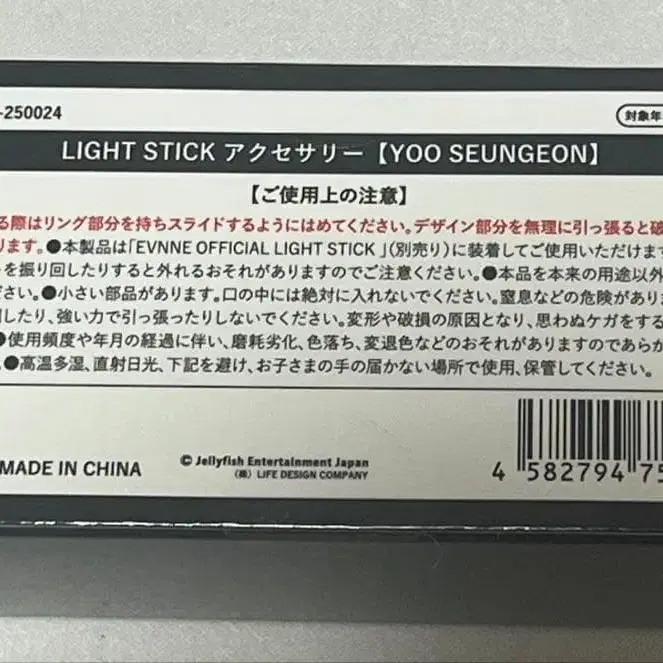 -250024
対象年
LIGHT STICK アクセサリー【YOO SEUNGEON】
【ご使用上の注意】
る際はリング部分を持ちスライドするようにはめてください。デザイン部分を無理に引っ張ると破
ります。●本製品は「EVNNE OFFICIAL LIGHT STICK 」(別売り)に装着してご使用いただけます
を振り回したりすると外れるおそれがありますのでご注意ください。●本品を本来の用途以外
ださい。●小さい部品があります。口の中には絶対に入れないでください。窒息などの危険があり
したり、強い力で引っ張ったりしないでください。変形や破損の原因となり、思わぬケガをする
●使用頻度や年月の経過に伴い、磨耗劣化、色落ち、変退色などのおそれがありますのであらか
。●高温多湿、直射日光、下記を避け、お子さまの手の届かない場所で使用、保管してください。
MADE IN CHINA
© Jellyfish Entertainment Japan
(株) LIFE DESIGN COMPANY
4 582794 75